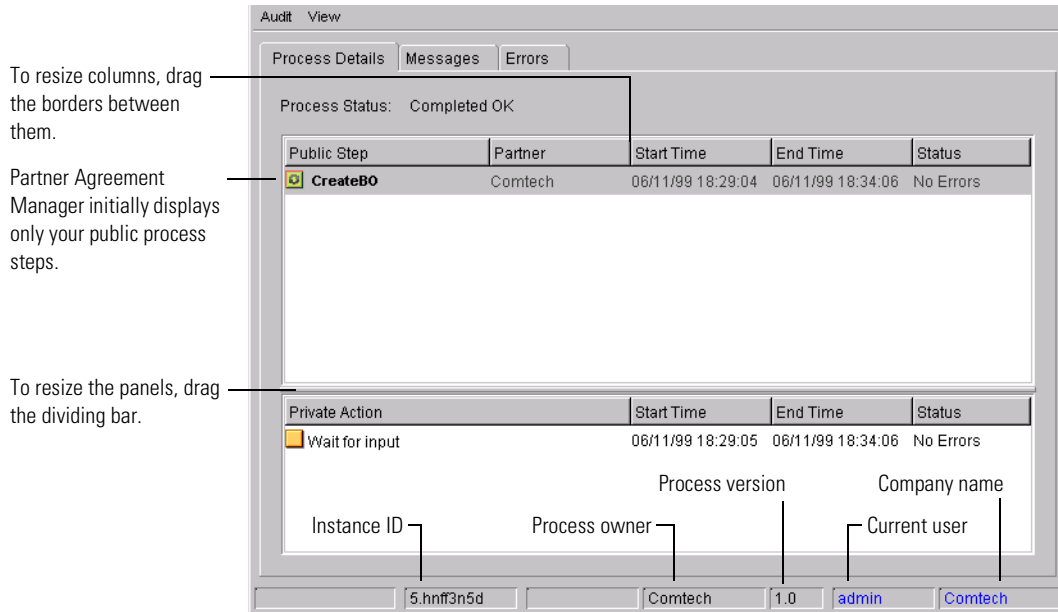 Audit View
Process Details Messages Errors
To resize columns, drag
the borders between
them.
Process Status: Completed OK
Public Step Partner Start Time End Time Status
CreateBO Comtech 06/11/99 18:29:04 06/11/99 18:34:06 No Errors
Partner Agreement
Manager initially displays
only your public process
steps.
To resize the panels, drag
the dividing bar.
Private Action Start Time End Time Status
Wait for input 06/11/99 18:29:05 06/11/99 18:34:06 No Errors
Process version Company name
Instance ID Process owner Current user
5.hnff3n5d Comtech 1.0 admin Comtech